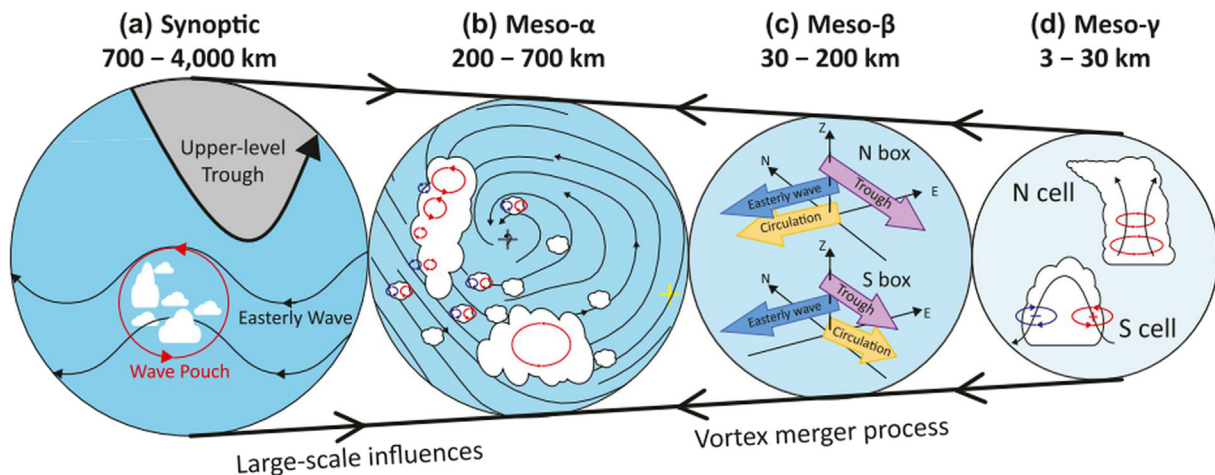 (a) Synoptic
700 – 4,000 km
(b) Meso-α
200 – 700 km
(c) Meso-β
30 – 200 km
(d) Meso-γ
3 – 30 km
Upper-level
Trough
Easterly Wave
Wave Pouch
Z
N
N box
Trough
E
Easterly wave
Circulation
Z
N
S box
Trough
E
Easterly wave
Circulation
N cell
S cell
− +
Large-scale influences
Vortex merger process